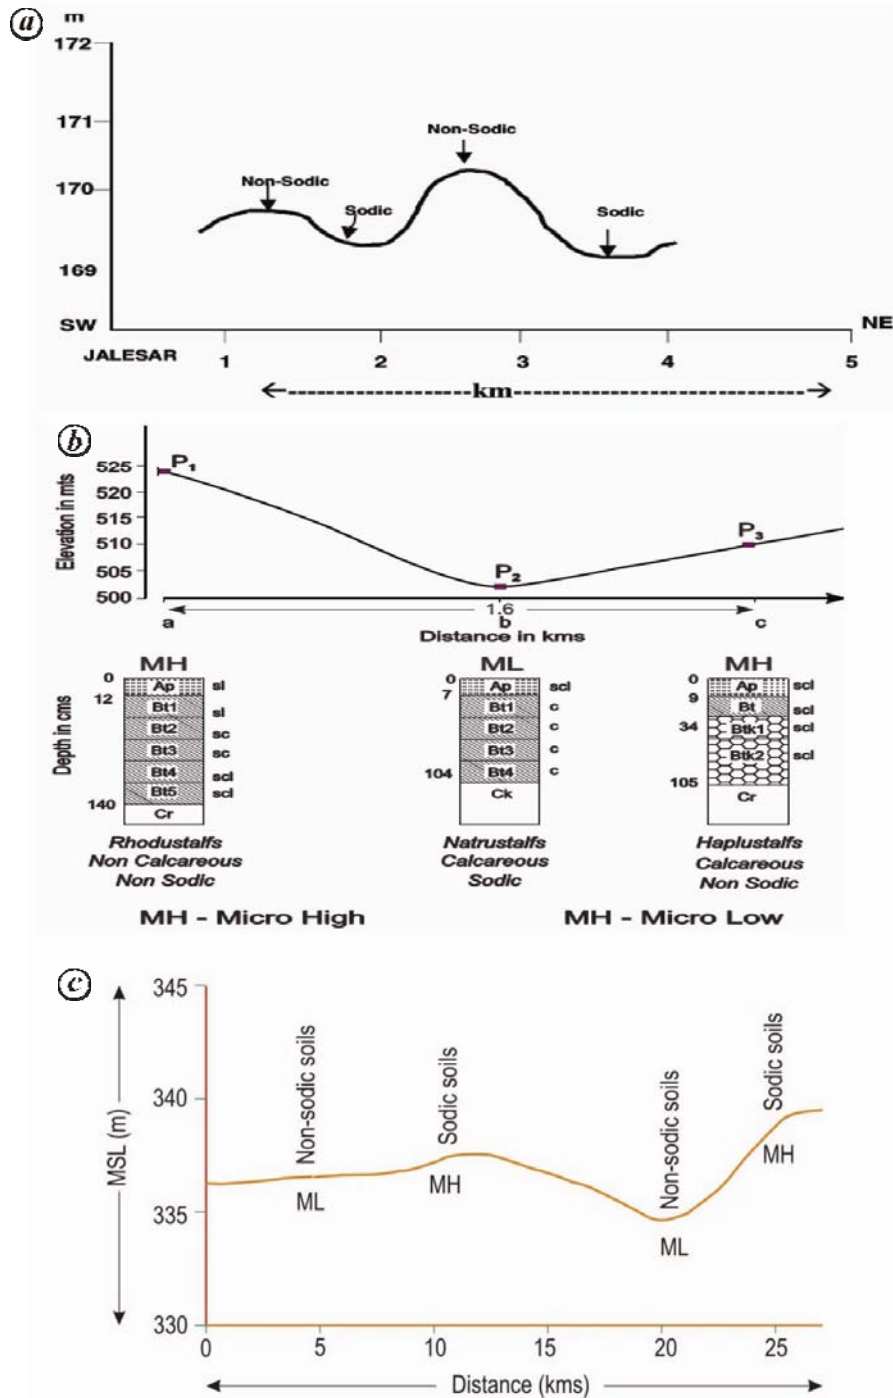 a
m
172
171
170
169
Non-Sodic
Non-Sodic
Sodic
Sodic
SW
NE
JALESAR
1 2 3 4 5
km
b
Elevation in mts
525
520
515
510
505
500
P1
P2
P3
1.6
a b c
Distance in kms
MH ML MH
Depth in cms
0 Ap sl
12
Bt1 sl
Bt2 sc
Bt3 sc
Bt4 scl
Bt5 scl
140
Cr
Rhodustalfs
Non Calcareous
Non Sodic
0 Ap scl
7
Bt1 c
Bt2 c
Bt3 c
104 Bt4 c
Ck
Natrustalfs
Calcareous
Sodic
0 Ap scl
9
Bt scl
34 Btk1 scl
Btk2 scl
105
Cr
Haplustalfs
Calcareous
Non Sodic
MH - Micro High MH - Micro Low
c
MSL (m)
345
340
335
330
Non-sodic soils
ML
Sodic soils
MH
Non-sodic soils
ML
Sodic soils
MH
0 5 10 15 20 25
Distance (kms)